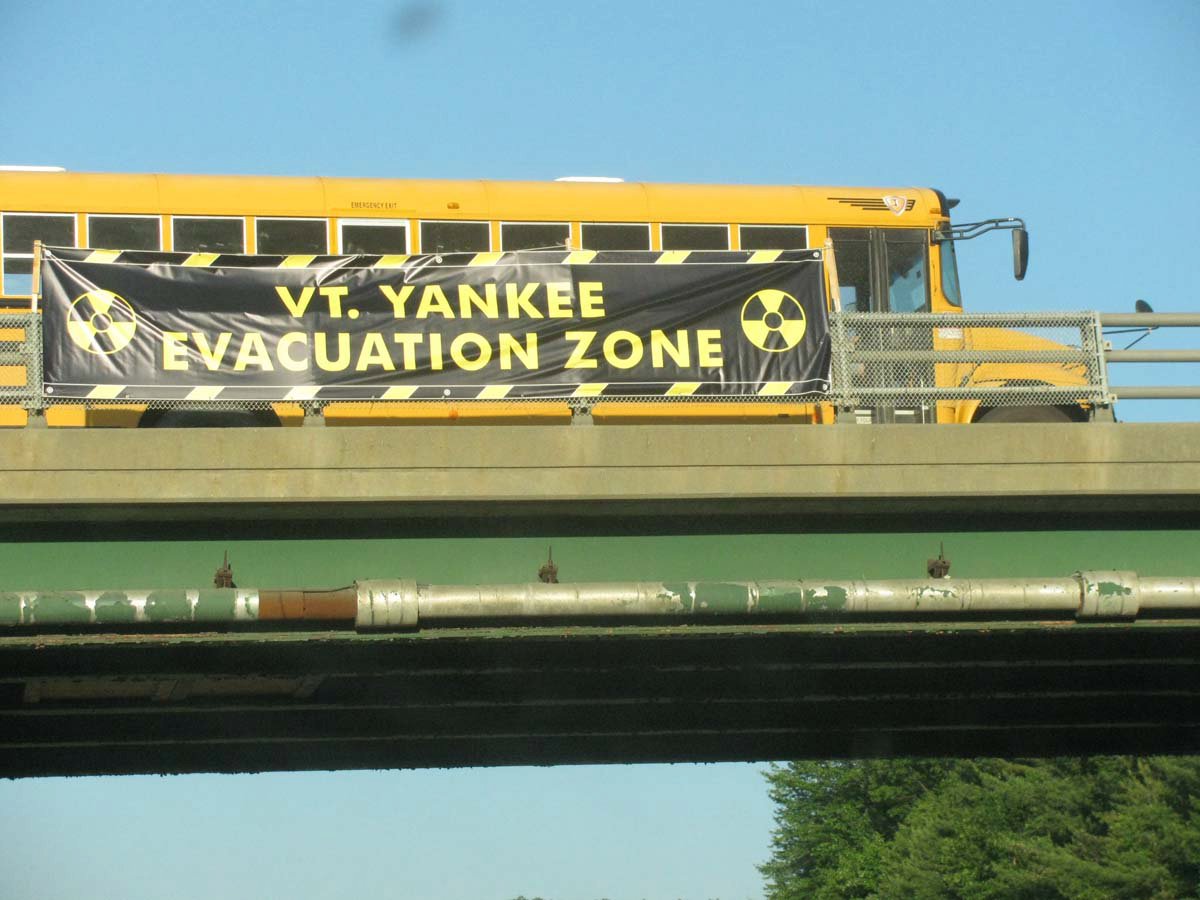 EMERGENCY EXIT
VT. YANKEE
EVACUATION ZONE